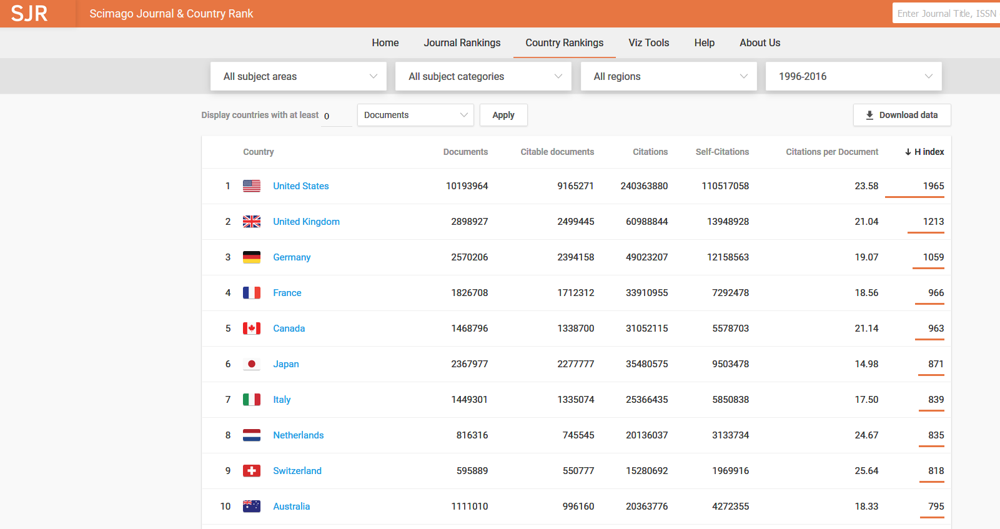 SJR Scimago Journal & Country Rank Enter Journal Title, ISSN
Home Journal Rankings Country Rankings Viz Tools Help About Us
All subject areas All subject categories All regions 1996-2016
Display countries with at least 0 Documents Apply Download data
Country Documents Citable documents Citations Self-Citations Citations per Document ↓ H index
1 United States 10193964 9165271 240363880 110517058 23.58 1965
2 United Kingdom 2898927 2499445 60988844 13948928 21.04 1213
3 Germany 2570206 2394158 49023207 12158563 19.07 1059
4 France 1826708 1712312 33910955 7292478 18.56 966
5 Canada 1468796 1338700 31052115 5578703 21.14 963
6 Japan 2367977 2277777 35480575 9503478 14.98 871
7 Italy 1449301 1335074 25366435 5850838 17.50 839
8 Netherlands 816316 745545 20136037 3133734 24.67 835
9 Switzerland 595889 550777 15280692 1969916 25.64 818
10 Australia 1111010 996160 20363776 4272355 18.33 795